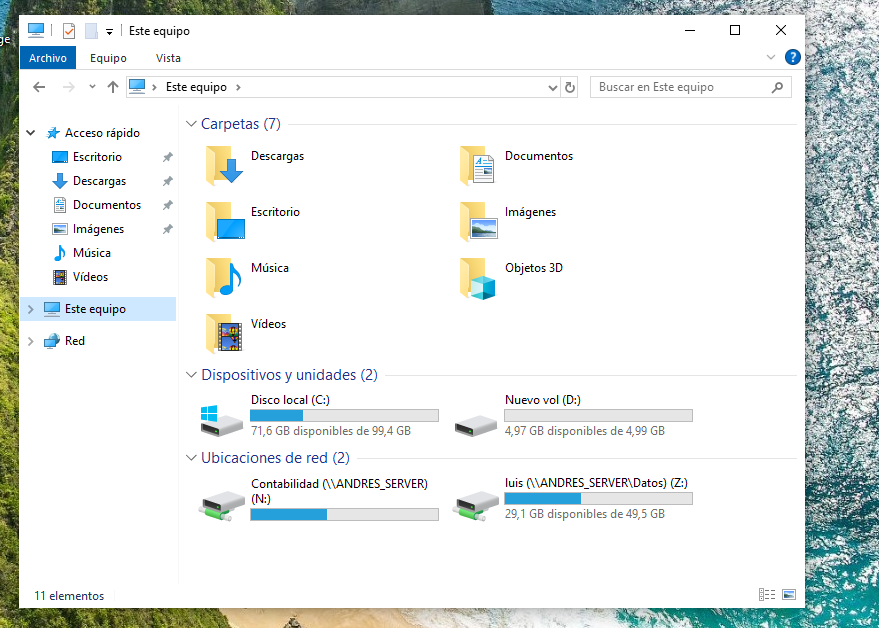 ge
Este equipo
Archivo
Equipo
Vista
?
Este equipo
Buscar en Este equipo
Acceso rápido
Escritorio
Descargas
Documentos
Imágenes
Música
Vídeos
Este equipo
Red
Carpetas (7)
Descargas
Documentos
Escritorio
Imágenes
Música
Objetos 3D
Vídeos
Dispositivos y unidades (2)
Disco local (C:)
71,6 GB disponibles de 99,4 GB
Nuevo vol (D:)
4,97 GB disponibles de 4,99 GB
Ubicaciones de red (2)
Contabilidad (\\ANDRES_SERVER)
(N:)
luis (\\ANDRES_SERVER\Datos) (Z:)
29,1 GB disponibles de 49,5 GB
11 elementos